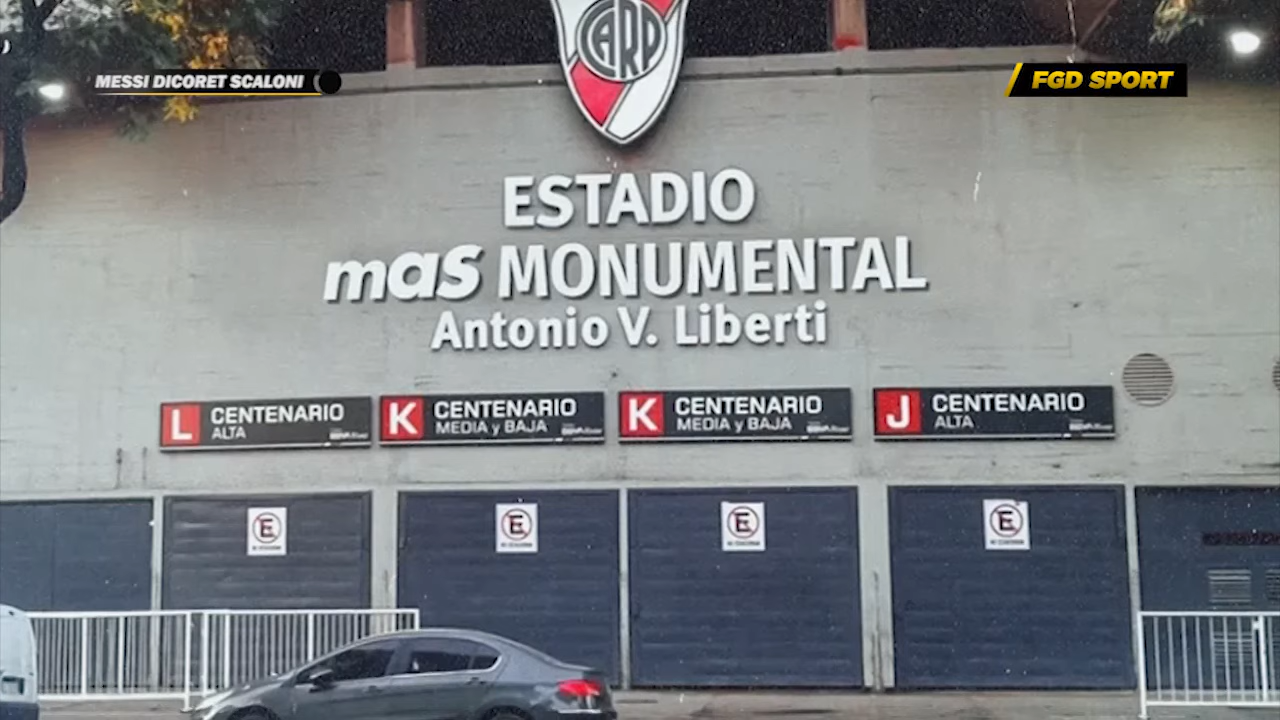 MESSI DICORET SCALONI
FGD SPORT
CARP
ESTADIO
mas MONUMENTAL
Antonio V. Liberti
L CENTENARIO
ALTA
K CENTENARIO
MEDIA y BAJA
K CENTENARIO
MEDIA y BAJA
J CENTENARIO
ALTA
E
E
E
E